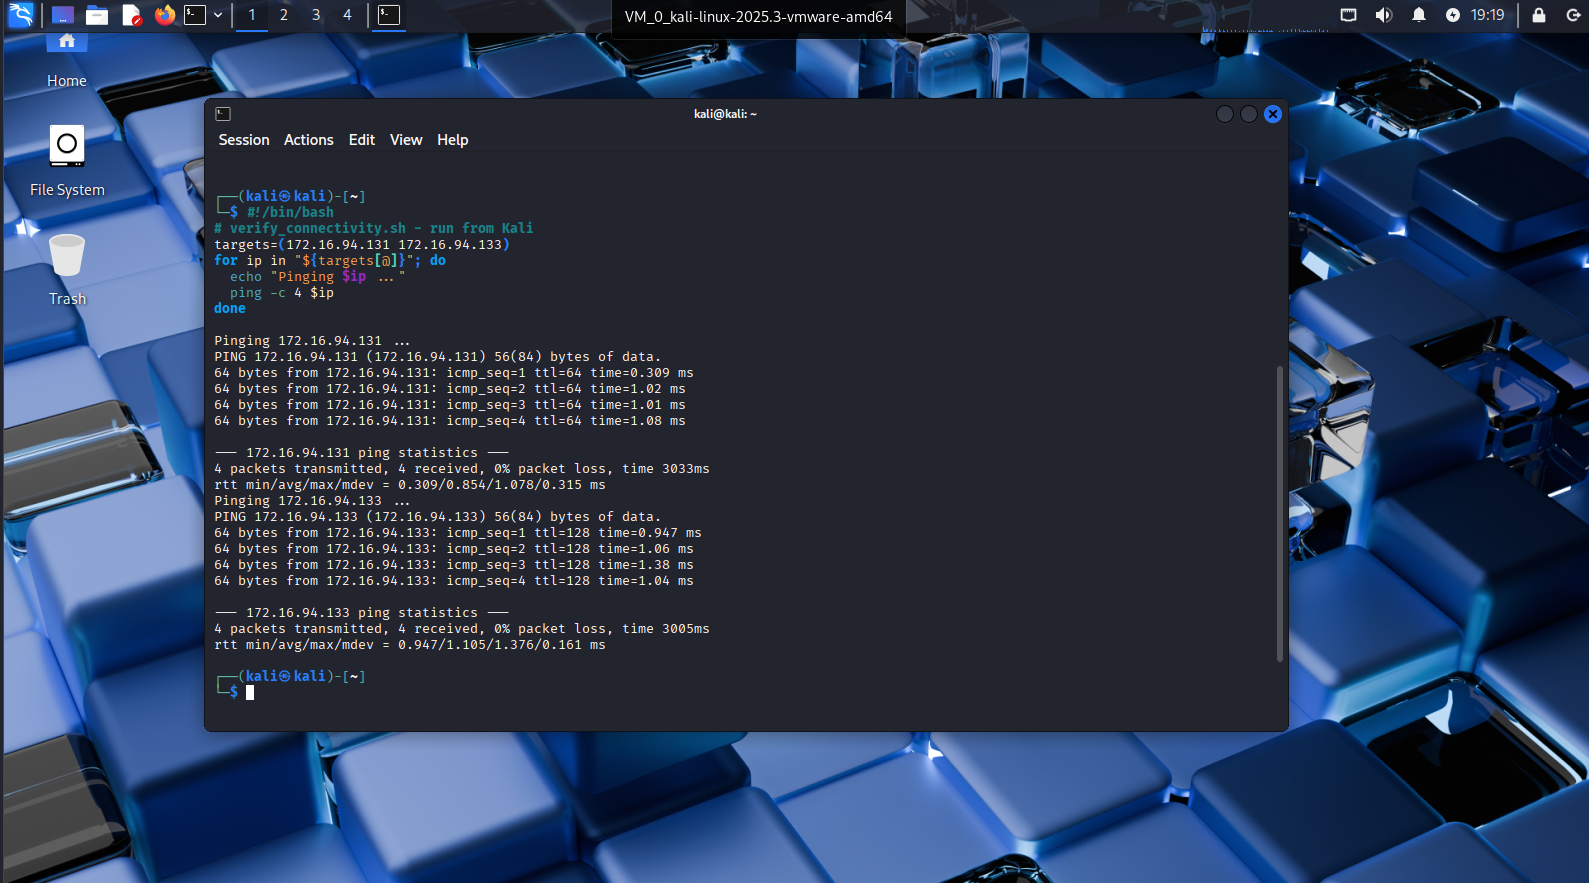 1 2 3 4
VM_0_kali-linux-2025.3-vmware-amd64
19:19
Home
File System
Trash
kali@kali: ~
Session Actions Edit View Help
┌──(kali㉿kali)-[~]
└─$ #!/bin/bash
# verify_connectivity.sh - run from Kali
targets=(172.16.94.131 172.16.94.133)
for ip in "${targets[@]}"; do
  echo "Pinging $ip ..."
  ping -c 4 $ip
done
Pinging 172.16.94.131 ...
PING 172.16.94.131 (172.16.94.131) 56(84) bytes of data.
64 bytes from 172.16.94.131: icmp_seq=1 ttl=64 time=0.309 ms
64 bytes from 172.16.94.131: icmp_seq=2 ttl=64 time=1.02 ms
64 bytes from 172.16.94.131: icmp_seq=3 ttl=64 time=1.01 ms
64 bytes from 172.16.94.131: icmp_seq=4 ttl=64 time=1.08 ms
--- 172.16.94.131 ping statistics ---
4 packets transmitted, 4 received, 0% packet loss, time 3033ms
rtt min/avg/max/mdev = 0.309/0.854/1.078/0.315 ms
Pinging 172.16.94.133 ...
PING 172.16.94.133 (172.16.94.133) 56(84) bytes of data.
64 bytes from 172.16.94.133: icmp_seq=1 ttl=128 time=0.947 ms
64 bytes from 172.16.94.133: icmp_seq=2 ttl=128 time=1.06 ms
64 bytes from 172.16.94.133: icmp_seq=3 ttl=128 time=1.38 ms
64 bytes from 172.16.94.133: icmp_seq=4 ttl=128 time=1.04 ms
--- 172.16.94.133 ping statistics ---
4 packets transmitted, 4 received, 0% packet loss, time 3005ms
rtt min/avg/max/mdev = 0.947/1.105/1.376/0.161 ms
┌──(kali㉿kali)-[~]
└─$